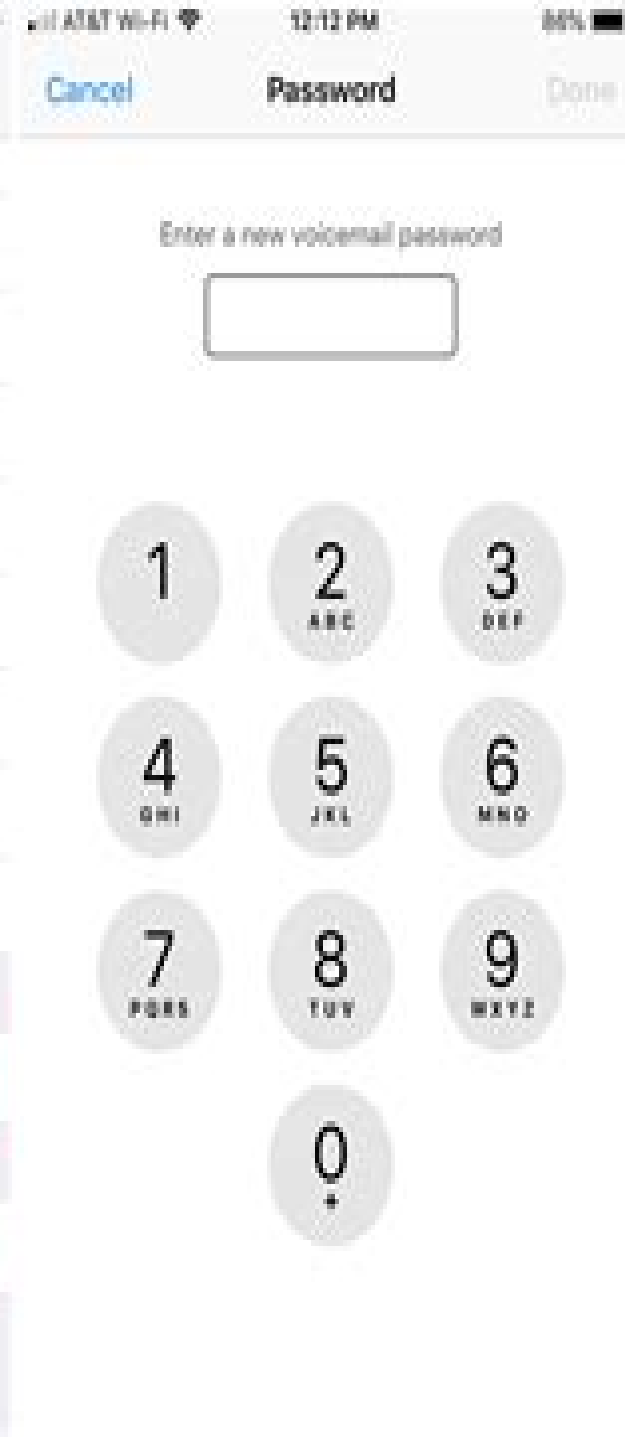 AT&T Wi-Fi 12:12 PM 86%
Cancel Password Done
Enter a new voicemail password
1 2 3
ABC DEF
4 5 6
GHI JKL MNO
7 8 9
PQRS TUV WXYZ
0
+